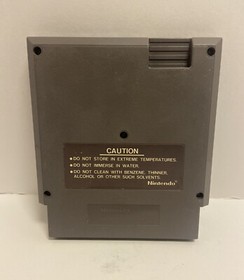 CAUTION
●DO NOT STORE IN EXTREME TEMPERATURES.
●DO NOT IMMERSE IN WATER.
●DO NOT CLEAN WITH BENZENE, THINNER,
ALCOHOL OR OTHER SUCH SOLVENTS.
Nintendo